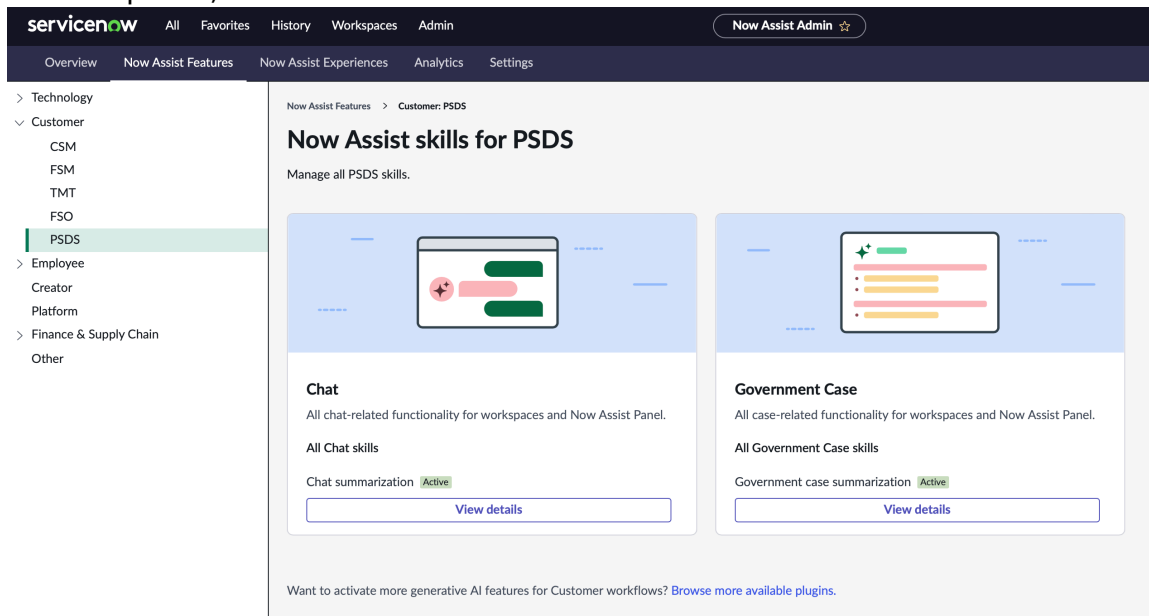 servicenow All Favorites History Workspaces Admin Now Assist Admin
Overview Now Assist Features Now Assist Experiences Analytics Settings
Technology
Customer
CSM
FSM
TMT
FSO
PSDS
Employee
Creator
Platform
Finance & Supply Chain
Other
Now Assist Features > Customer: PSDS
Now Assist skills for PSDS
Manage all PSDS skills.
Chat
All chat-related functionality for workspaces and Now Assist Panel.
All Chat skills
Chat summarization Active
View details
Government Case
All case-related functionality for workspaces and Now Assist Panel.
All Government Case skills
Government case summarization Active
View details
Want to activate more generative AI features for Customer workflows? Browse more available plugins.